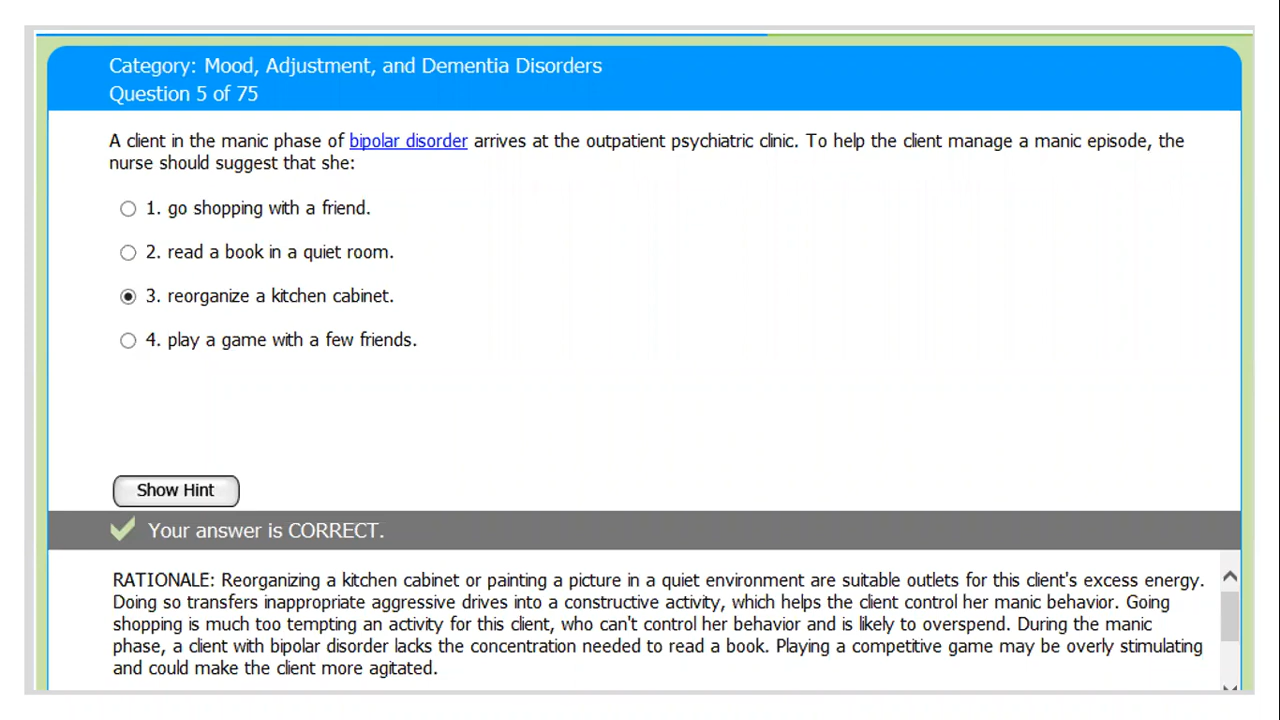 Category: Mood, Adjustment, and Dementia Disorders
Question 5 of 75
A client in the manic phase of bipolar disorder arrives at the outpatient psychiatric clinic. To help the client manage a manic episode, the
nurse should suggest that she:
1. go shopping with a friend.
2. read a book in a quiet room.
3. reorganize a kitchen cabinet.
4. play a game with a few friends.
Show Hint
Your answer is CORRECT.
RATIONALE: Reorganizing a kitchen cabinet or painting a picture in a quiet environment are suitable outlets for this client's excess energy.
Doing so transfers inappropriate aggressive drives into a constructive activity, which helps the client control her manic behavior. Going
shopping is much too tempting an activity for this client, who can't control her behavior and is likely to overspend. During the manic
phase, a client with bipolar disorder lacks the concentration needed to read a book. Playing a competitive game may be overly stimulating
and could make the client more agitated.